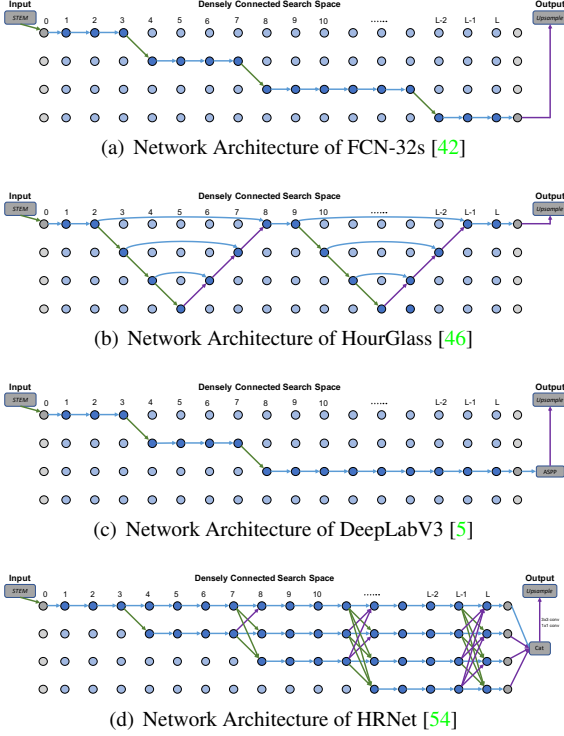 Input Densely Connected Search Space Output
STEM 0 1 2 3 4 5 6 7 8 9 10 ...... L-2 L-1 L Upsample
(a) Network Architecture of FCN-32s [42]
Input Densely Connected Search Space Output
STEM 0 1 2 3 4 5 6 7 8 9 10 ...... L-2 L-1 L Upsample
(b) Network Architecture of HourGlass [46]
Input Densely Connected Search Space Output
STEM 0 1 2 3 4 5 6 7 8 9 10 ...... L-2 L-1 L Upsample
ASPP
(c) Network Architecture of DeepLabV3 [5]
Input Densely Connected Search Space Output
STEM 0 1 2 3 4 5 6 7 8 9 10 ...... L-2 L-1 L Upsample
1x1 conv
Cat
(d) Network Architecture of HRNet [54]